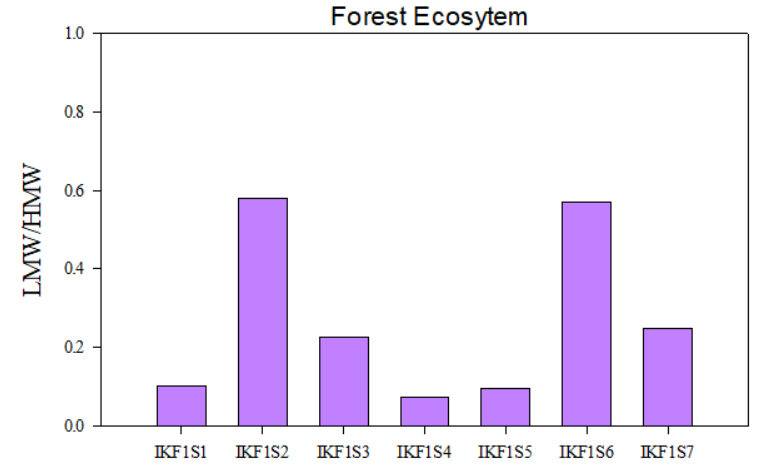 Forest Ecosytem
LMW/HMW
1.0
0.8
0.6
0.4
0.2
0.0
IKF1S1 IKF1S2 IKF1S3 IKF1S4 IKF1S5 IKF1S6 IKF1S7